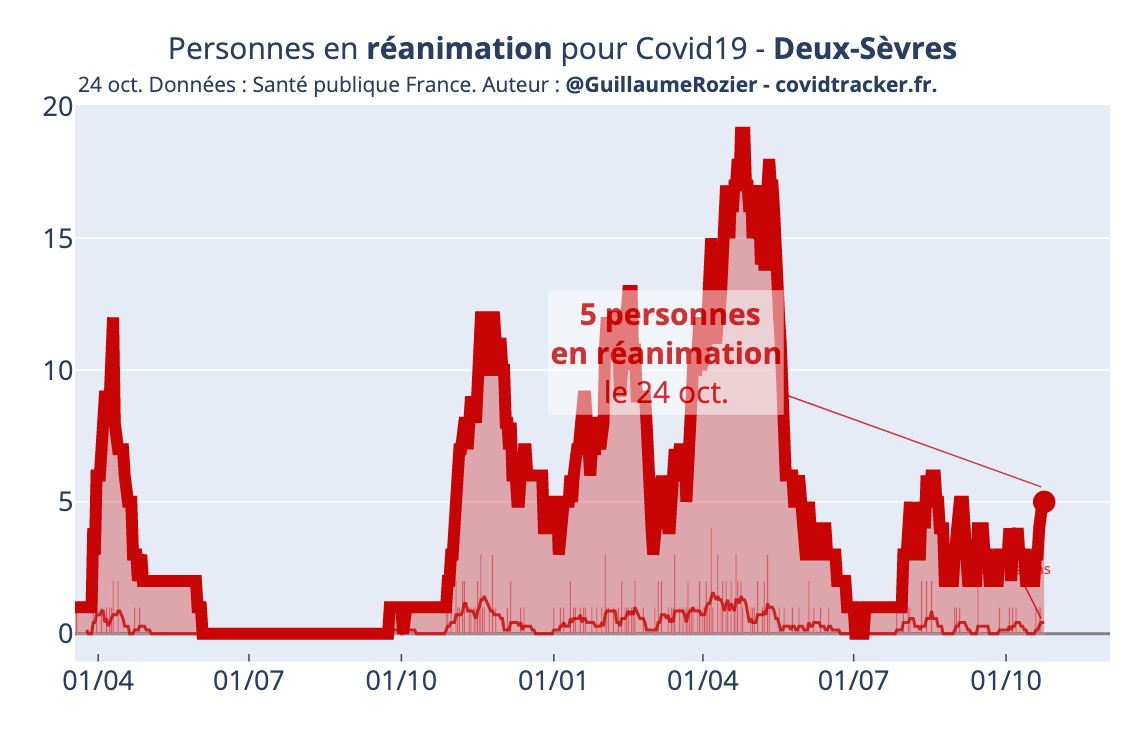 Personnes en réanimation pour Covid19 - Deux-Sèvres
24 oct. Données : Santé publique France. Auteur : @GuillaumeRozier - covidtracker.fr.
20
15
10
5
0
5 personnes
en réanimation
le 24 oct.
01/04
01/07
01/10
01/01
01/04
01/07
01/10